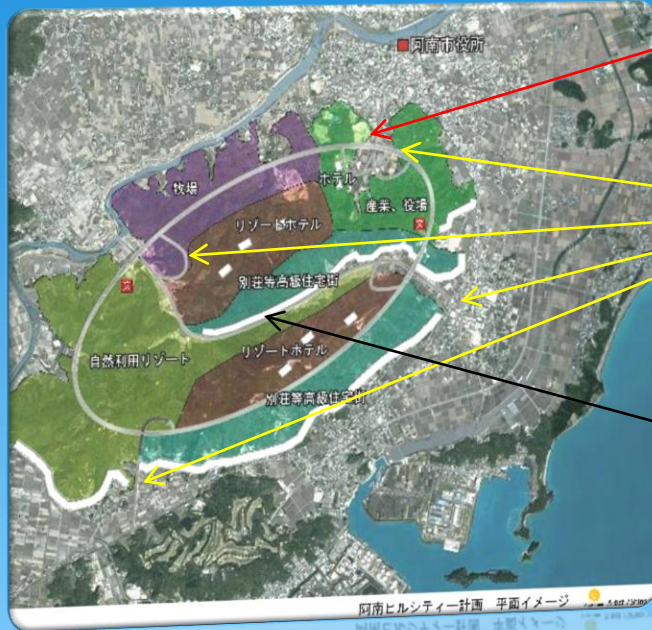 阿南市役所
牧場
ホテル
産業、役場
文
リゾートホテル
別荘等高級住宅街
文
自然利用リゾート
リゾートホテル
別荘等高級住宅街
阿南ヒルシティー計画 平面イメージ